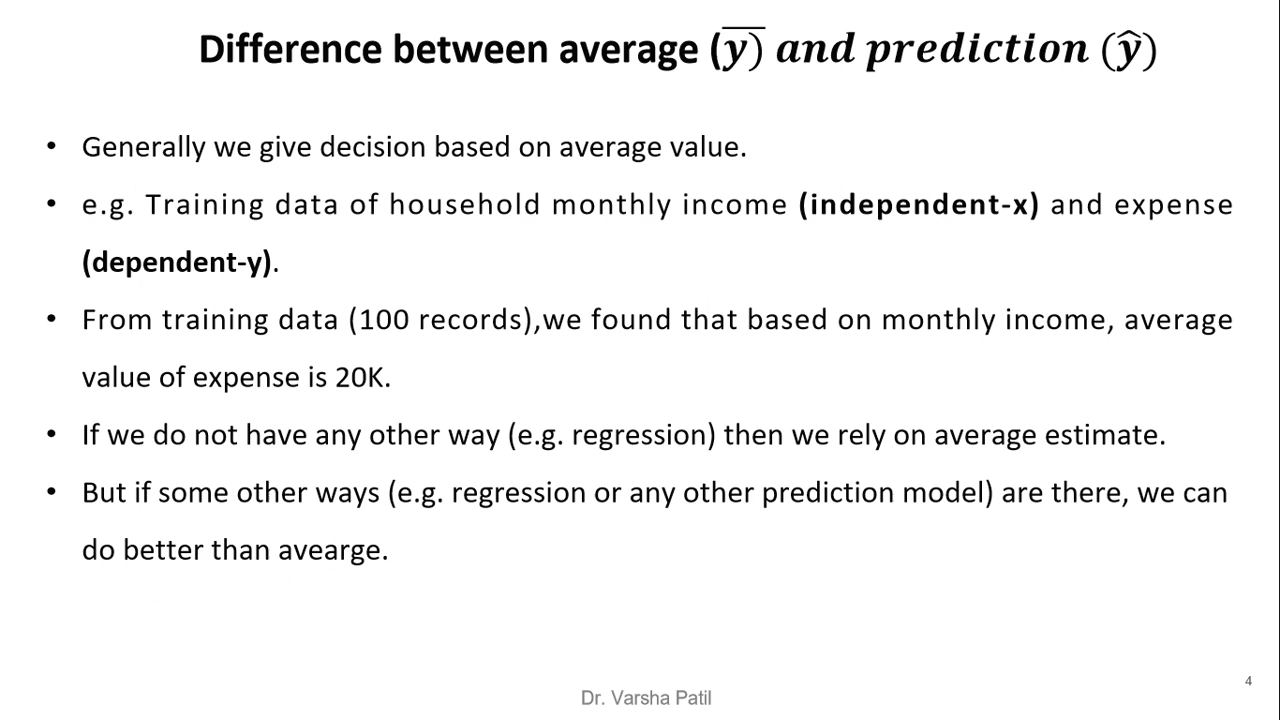 Difference between average (y̅) and prediction (ŷ)
• Generally we give decision based on average value.
• e.g. Training data of household monthly income (independent-x) and expense
(dependent-y).
• From training data (100 records),we found that based on monthly income, average
value of expense is 20K.
• If we do not have any other way (e.g. regression) then we rely on average estimate.
• But if some other ways (e.g. regression or any other prediction model) are there, we can
do better than avearge.
4
Dr. Varsha Patil